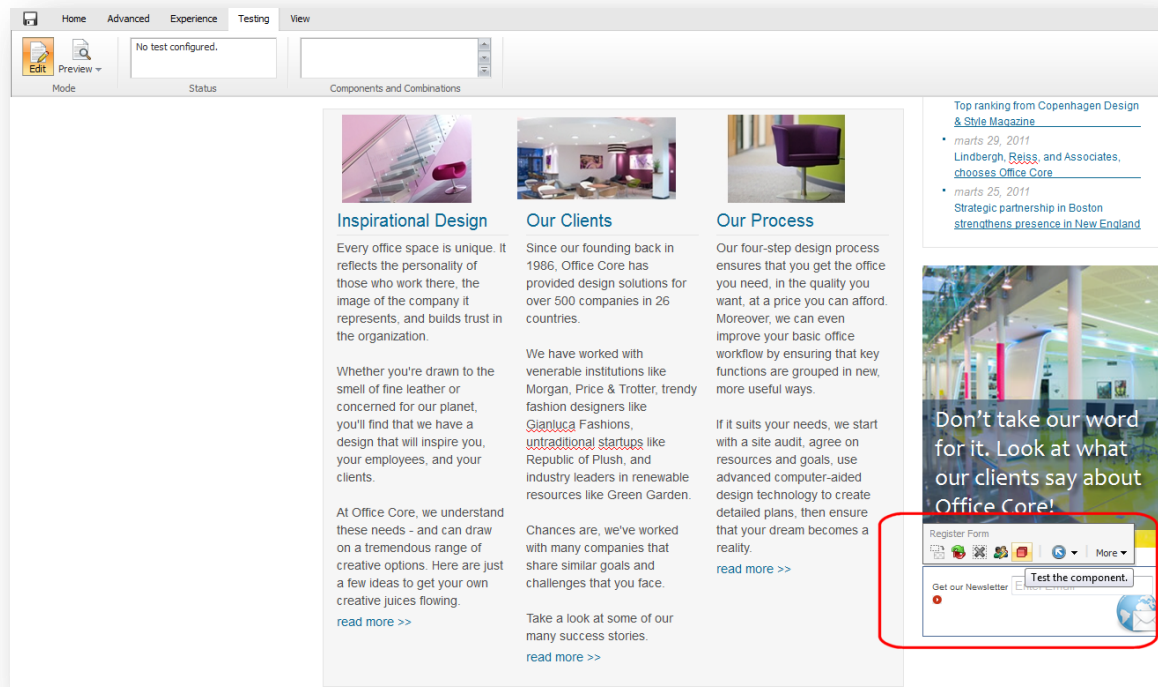 Home Advanced Experience Testing View
No test configured.
Edit Preview
Mode Status Components and Combinations
Inspirational Design
Every office space is unique. It
reflects the personality of
those who work there, the
image of the company it
represents, and builds trust in
the organization.
Whether you're drawn to the
smell of fine leather or
concerned for our planet,
you'll find that we have a
design that will inspire you,
your employees, and your
clients.
At Office Core, we understand
these needs - and can draw
on a tremendous range of
creative options. Here are just
a few ideas to get your own
creative juices flowing.
read more >>
Our Clients
Since our founding back in
1986, Office Core has
provided design solutions for
over 500 companies in 26
countries.
We have worked with
venerable institutions like
Morgan, Price & Trotter, trendy
fashion designers like
Gianluca Fashions,
untraditional startups like
Republic of Plush, and
industry leaders in renewable
resources like Green Garden.
Chances are, we've worked
with many companies that
share similar goals and
challenges that you face.
Take a look at some of our
many success stories.
read more >>
Our Process
Our four-step design process
ensures that you get the office
you need, in the quality you
want, at a price you can afford.
Moreover, we can even
improve your basic office
workflow by ensuring that key
functions are grouped in new,
more useful ways.
If it suits your needs, we start
with a site audit, agree on
resources and goals, use
advanced computer-aided
design technology to create
detailed plans, then ensure
that your dream becomes a
reality.
read more >>
Top ranking from Copenhagen Design
& Style Magazine
• marts 29, 2011
Lindbergh, Reiss, and Associates,
chooses Office Core
• marts 25, 2011
Strategic partnership in Boston
strengthens presence in New England
Don't take our word
for it. Look at what
our clients say about
Office Core!
Register Form
More
Test the component.
Get our Newsletter Enter Email